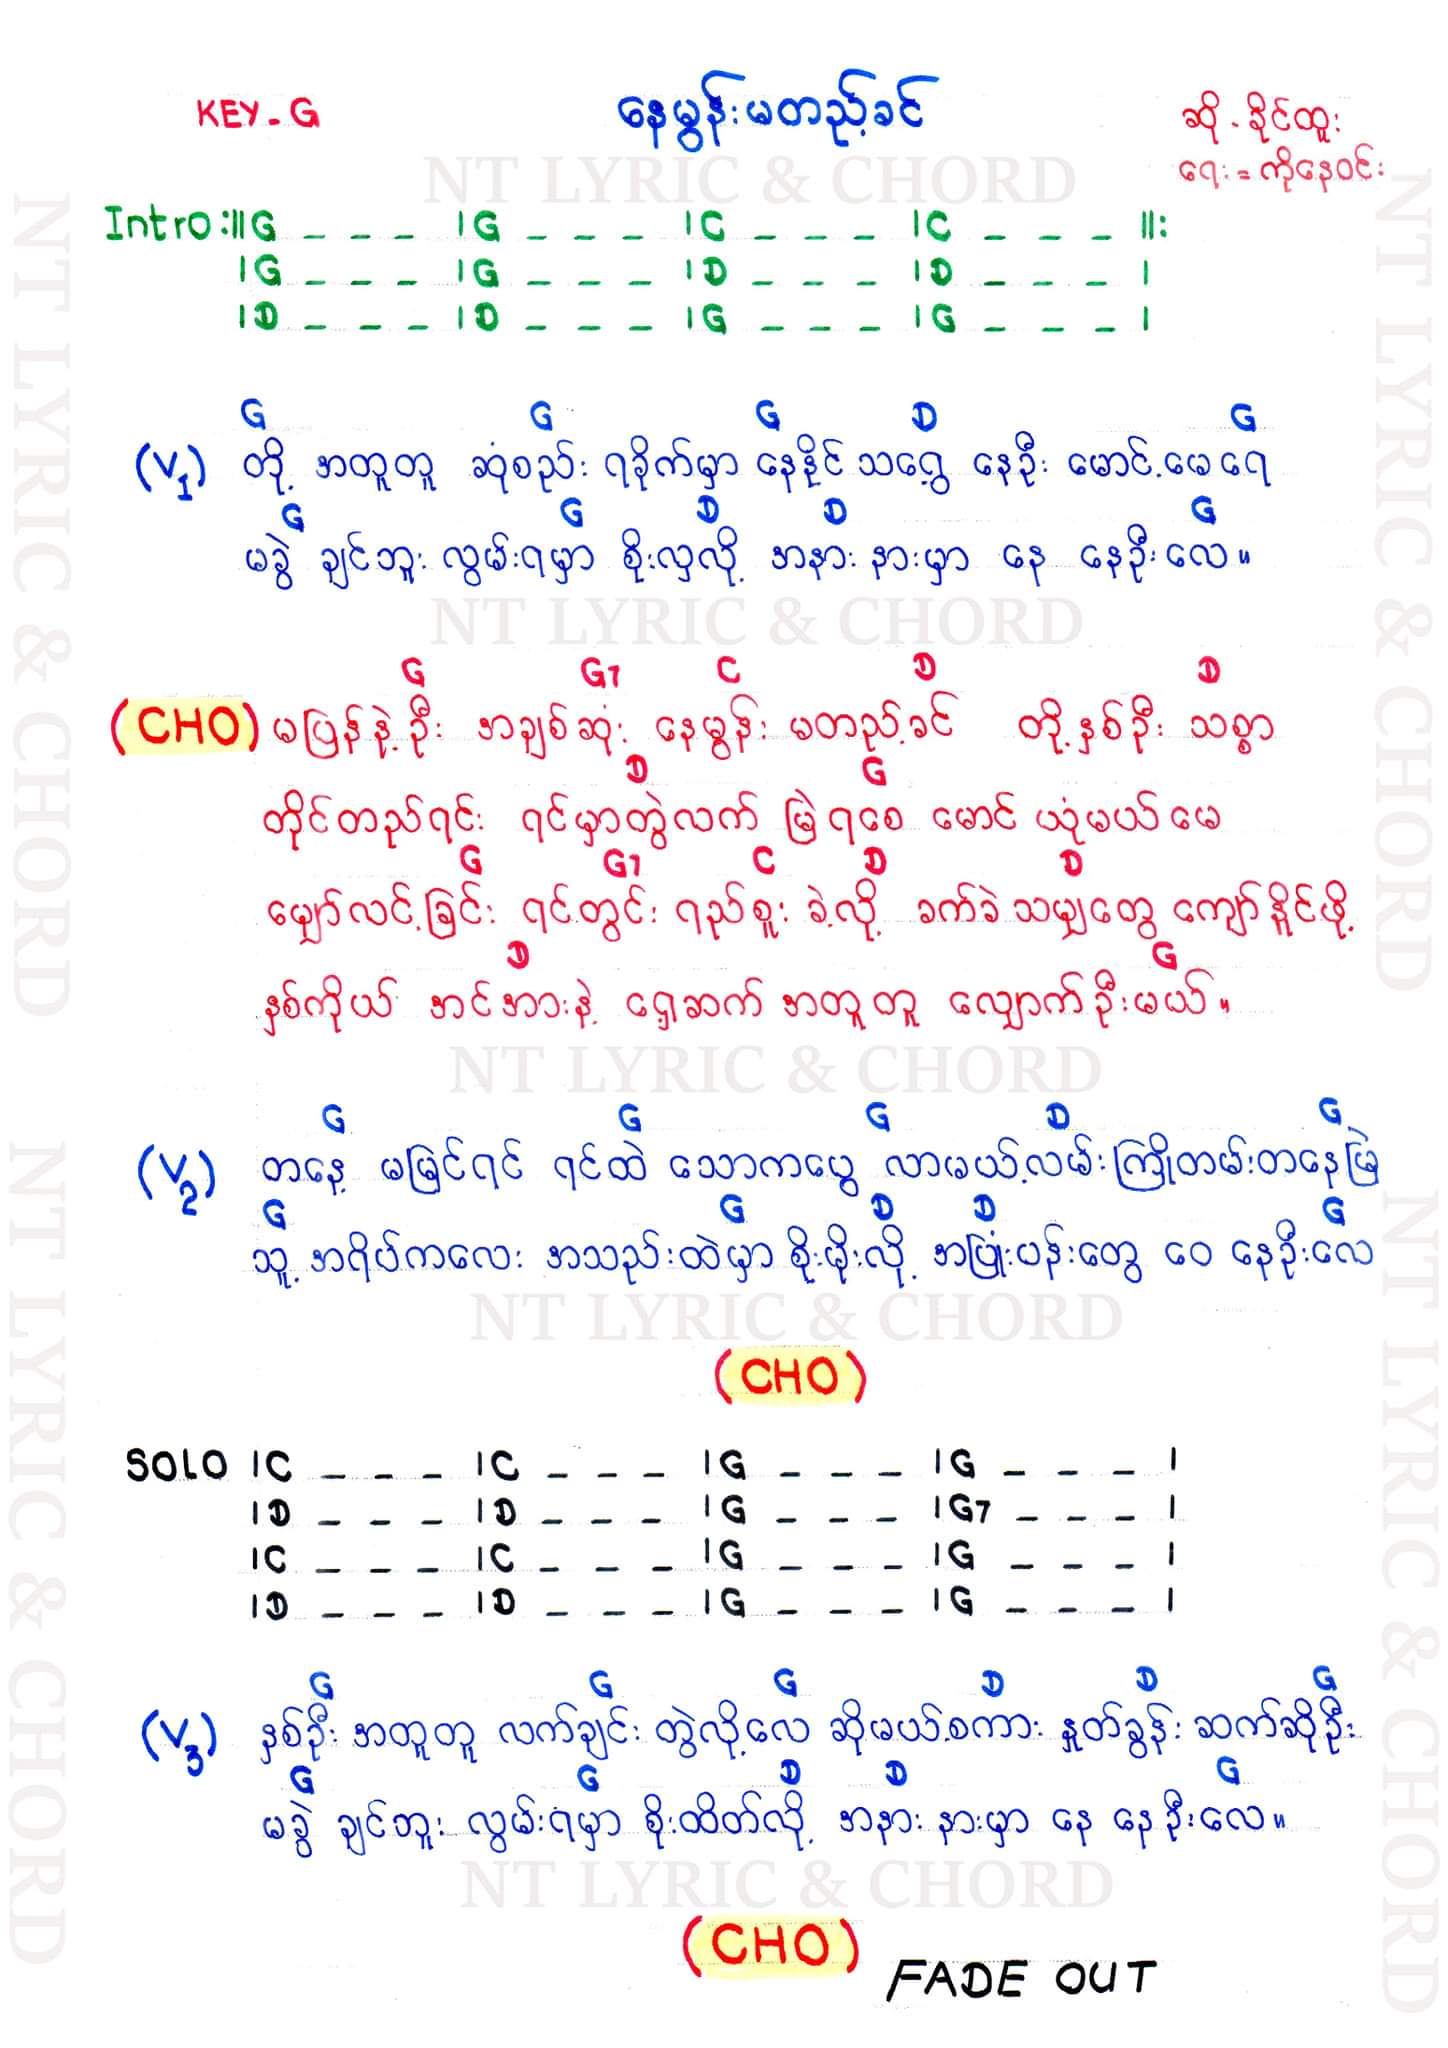 KEY - G
နေမွန်းမတည့်ခင်
ဆို - ခိုင်ထူး
ရေး = ကိုနေဝင်း
NT LYRIC & CHORD
Intro :||G _ _ _ |G _ _ _ |C _ _ _ |C _ _ _ ||:
|G _ _ _ |G _ _ _ |D _ _ _ |D _ _ _ |
|D _ _ _ |D _ _ _ |G _ _ _ |G _ _ _ |
G G G D G
(V1) တို့ အတူတူ ဆုံစည်း ရခိုက်မှာ နေနိုင်သရွေ့ နေဦး မောင့်မေရေ
G G D D G
မခွဲ ချင်ဘူး လွမ်းရမှာ စိုးလှလို့ အနား နားမှာ နေ နေဦးလေ။
NT LYRIC & CHORD
G G7 C D D
(CHO) မပြန်နဲ့ဦး အချစ်ဆုံး နေမွန်း မတည့်ခင် တို့နှစ်ဦး သစ္စာ
D G
တိုင်တည်ရင်း ရင်မှာတွဲလက် မြဲရစေ မောင် ယုံမယ်မေ
G G7 C D D
မျှော်လင့်ခြင်း ရင့်တွင်း ရည်စူး ခဲ့လို့ ခက်ခဲသမျှတွေ ကျော်နိုင်ဖို့
D G
နှစ်ကိုယ် အင်အားနဲ့ ရှေ့ဆက် အတူတူ လျှောက်ဦးမယ်။
NT LYRIC & CHORD
G G G D G
(V2) တနေ့ မမြင်ရင် ရင်ထဲ သောကပွေ လာမယ့်လမ်းကြိုတမ်းတနေမြဲ
G G D D G
သူ့အရိပ်ကလေး အသည်းထဲမှာ စိုးမိုးလို့ အပြုံးပန်းတွေ ဝေ နေဦးလေ
NT LYRIC & CHORD
(CHO)
SOLO |C _ _ _ |C _ _ _ |G _ _ _ |G _ _ _ |
|D _ _ _ |D _ _ _ |G _ _ _ |G7 _ _ _ |
|C _ _ _ |C _ _ _ |G _ _ _ |G _ _ _ |
|D _ _ _ |D _ _ _ |G _ _ _ |G _ _ _ |
G G G D D G
(V3) နှစ်ဦး အတူတူ လက်ချင်း တွဲလို့လေ ဆိုမယ့်စကား နှုတ်ခွန်း ဆက်ဆိုဦး
G G D D G
မခွဲ ချင်ဘူး လွမ်းရမှာ စိုးထိတ်လို့ အနား နားမှာ နေ နေဦးလေ။
NT LYRIC & CHORD
(CHO) FADE OUT
NT LYRIC & CHORD
NT LYRIC & CHORD
NT LYRIC & CHORD
NT LYRIC & CHORD